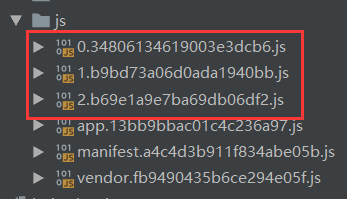 js
0.34806134619003e3dcb6.js
1.b9bd73a06d0ada1940bb.js
2.b69e1a9e7ba69db06df2.js
app.13bb9bbac01c4c236a97.js
manifest.a4c4d3b911f834abe05b.js
vendor.fb9490435b6ce294e05f.js